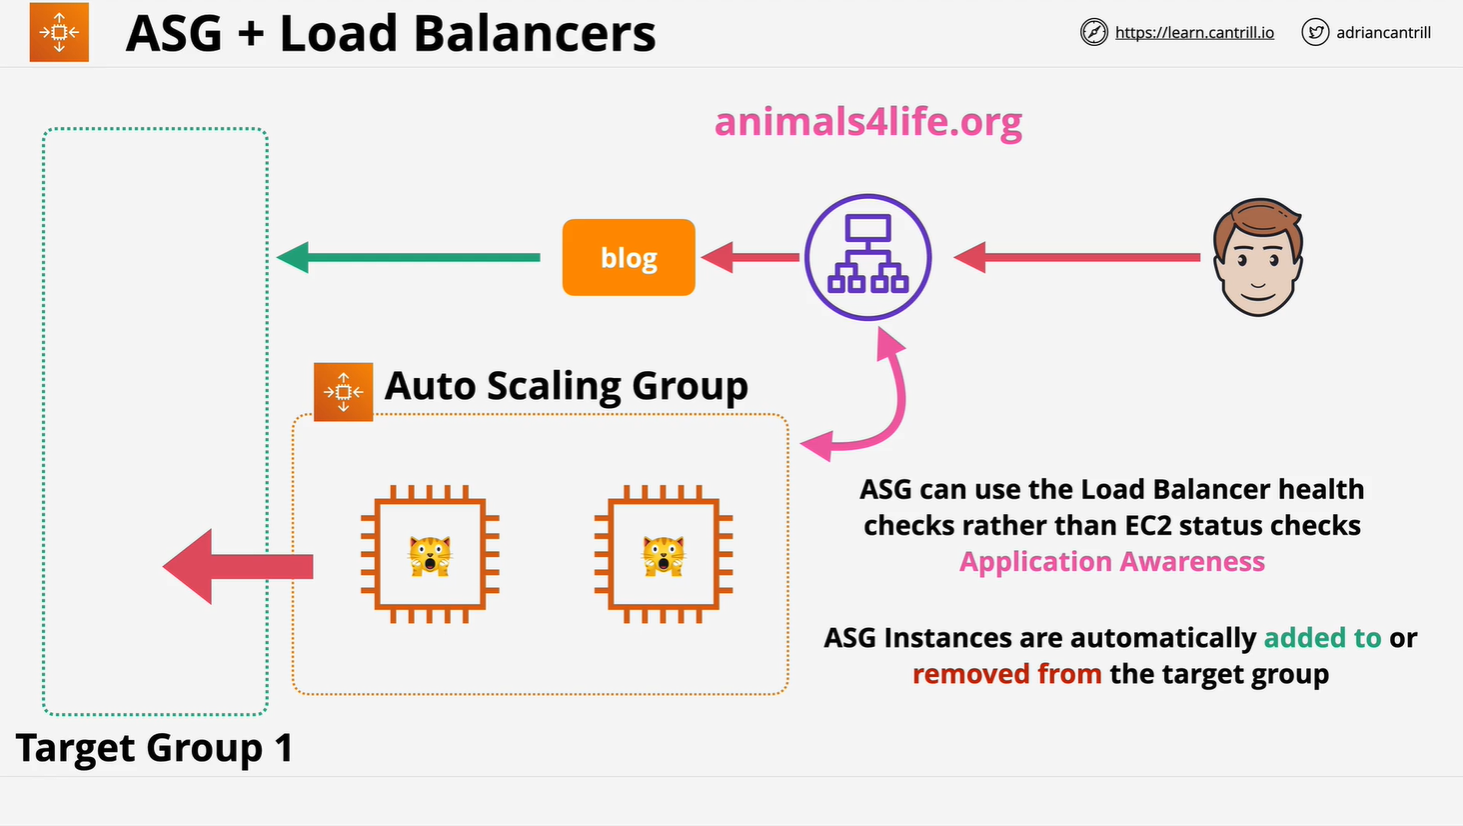 ASG + Load Balancers
https://learn.cantrill.io
adriancantrill
animals4life.org
blog
Auto Scaling Group
ASG can use the Load Balancer health
checks rather than EC2 status checks
Application Awareness
ASG Instances are automatically added to or
removed from the target group
Target Group 1